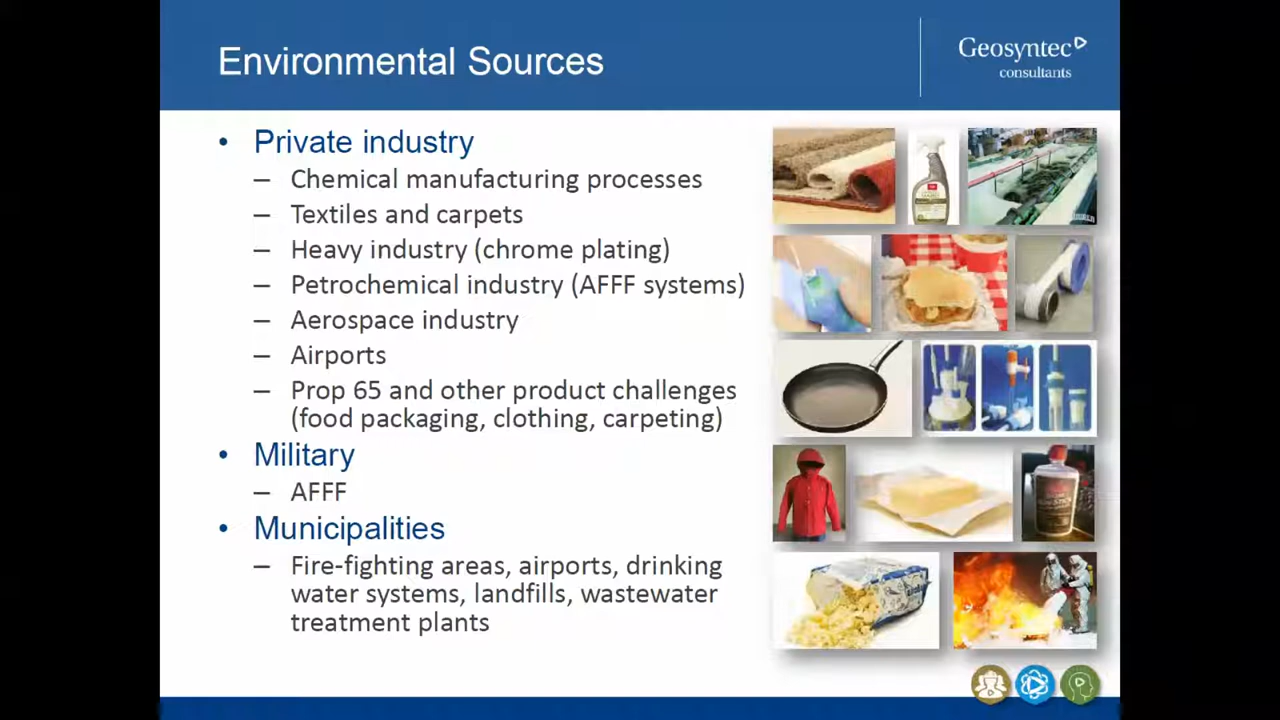 Environmental Sources
Geosyntec
consultants
• Private industry
– Chemical manufacturing processes
– Textiles and carpets
– Heavy industry (chrome plating)
– Petrochemical industry (AFFF systems)
– Aerospace industry
– Airports
– Prop 65 and other product challenges
(food packaging, clothing, carpeting)
• Military
– AFFF
• Municipalities
– Fire-fighting areas, airports, drinking
water systems, landfills, wastewater
treatment plants